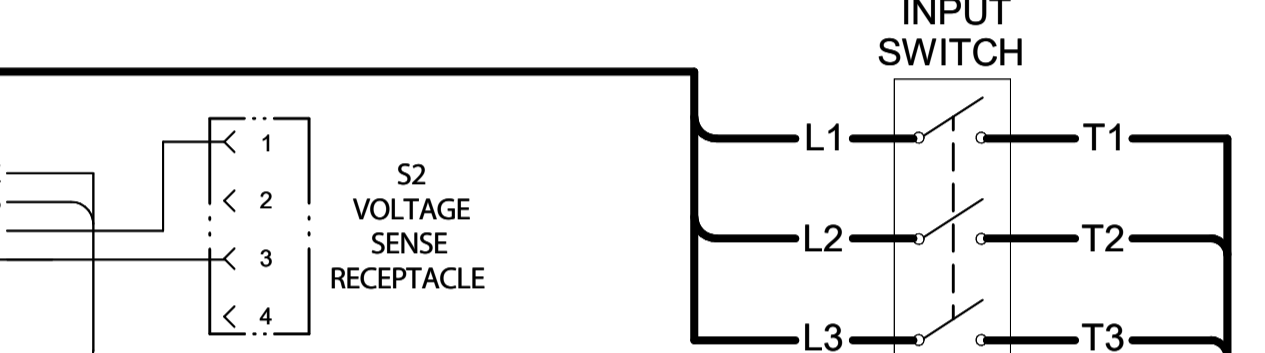 INPUT
SWITCH
L1 T1
1
S2
2
VOLTAGE
L2 T2
SENSE
3
RECEPTACLE
4
L3 T3